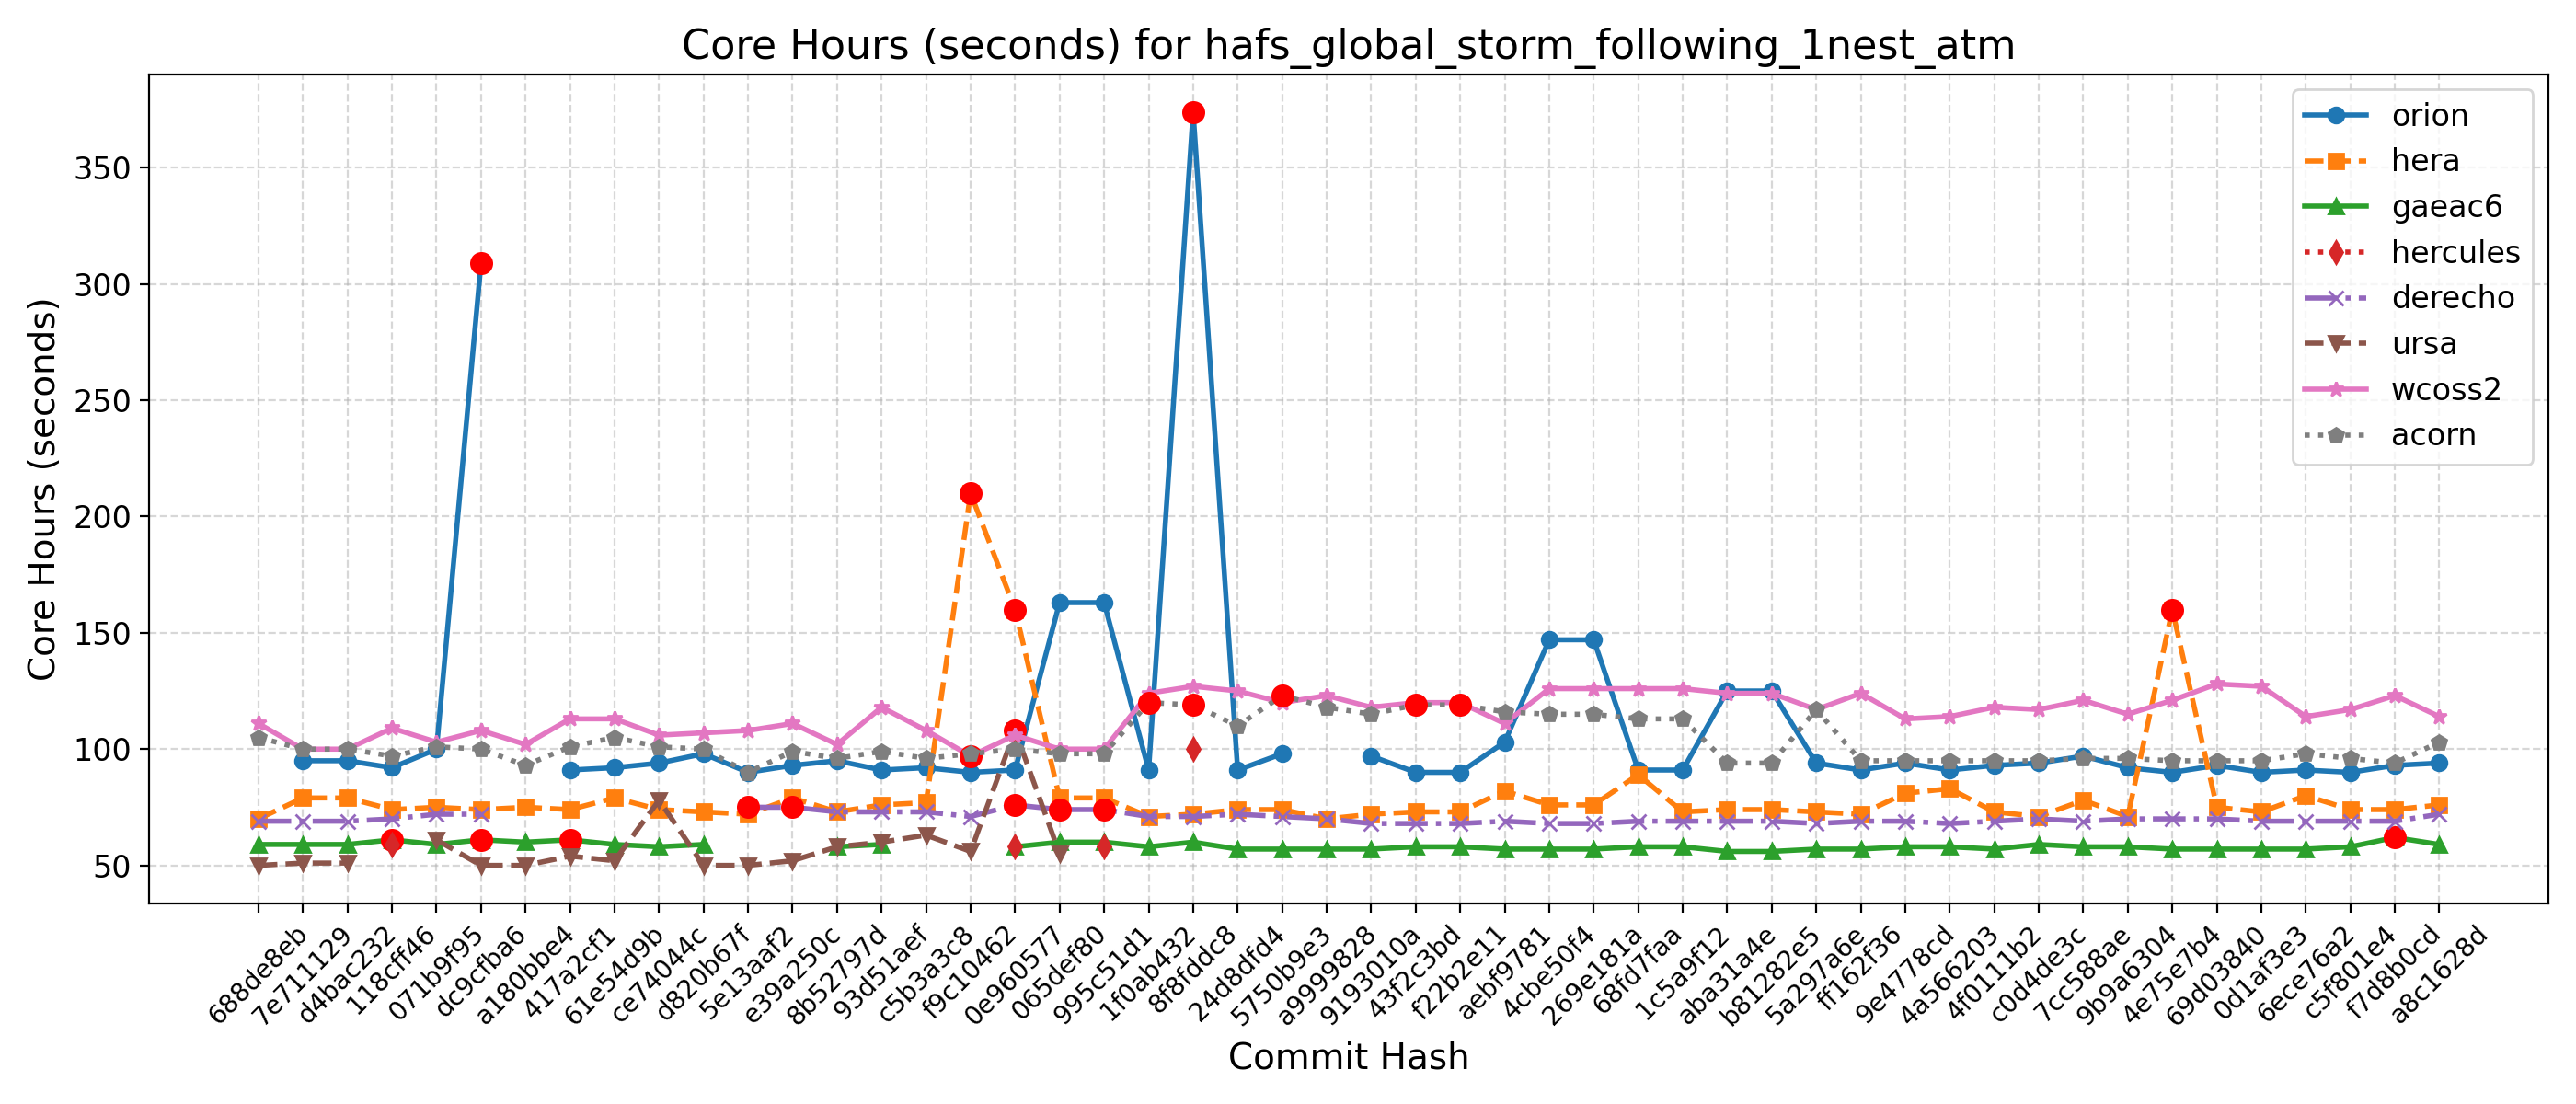 Core Hours (seconds) for hafs_global_storm_following_1nest_atm
Core Hours (seconds)
350
300
250
200
150
100
50
orion
hera
gaeac6
hercules
derecho
ursa
wcoss2
acorn
688de8eb
7e711129
d4bac232
118cff46
071b9f95
dc9cfba6
a180bbe4
417a2cf1
61e54d9b
ce74044c
d820b67f
5e13aaf2
e39a250c
8b52797d
93d51aef
c5b3a3c8
f9c10462
0e960577
065def80
995c51d1
1f0ab432
8f8fddc8
24d8dfd4
5750b9e3
a9999828
9193010a
43f2c3bd
f22b2e11
aebf9781
4cbe50f4
269e181a
68fd7faa
1c5a9f12
aba31a4e
b81282e5
5a297a6e
ff162f36
9e4778cd
4a566203
4f0111b2
c0d4de3c
7cc588ae
9b9a6304
4e75e7b4
69d03840
0d1af3e3
6ece76a2
c5f801e4
f7d8b0cd
a8c1628d
Commit Hash